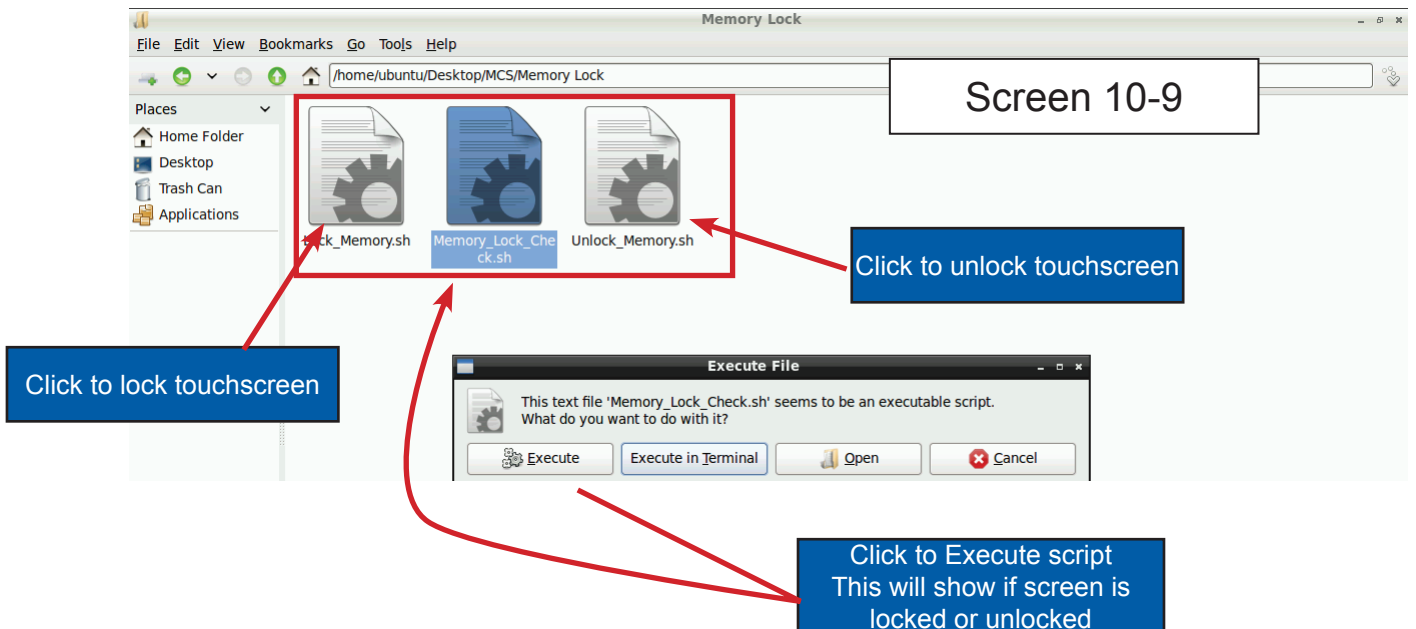 Memory Lock
File Edit View Bookmarks Go Tools Help
/home/ubuntu/Desktop/MCS/Memory Lock
Screen 10-9
Places
Home Folder
Desktop
Trash Can
Applications
Lock_Memory.sh
Memory_Lock_Che
ck.sh
Unlock_Memory.sh
Click to unlock touchscreen
Click to lock touchscreen
Execute File
This text file 'Memory_Lock_Check.sh' seems to be an executable script.
What do you want to do with it?
Execute
Execute in Terminal
Open
Cancel
Click to Execute script
This will show if screen is
locked or unlocked